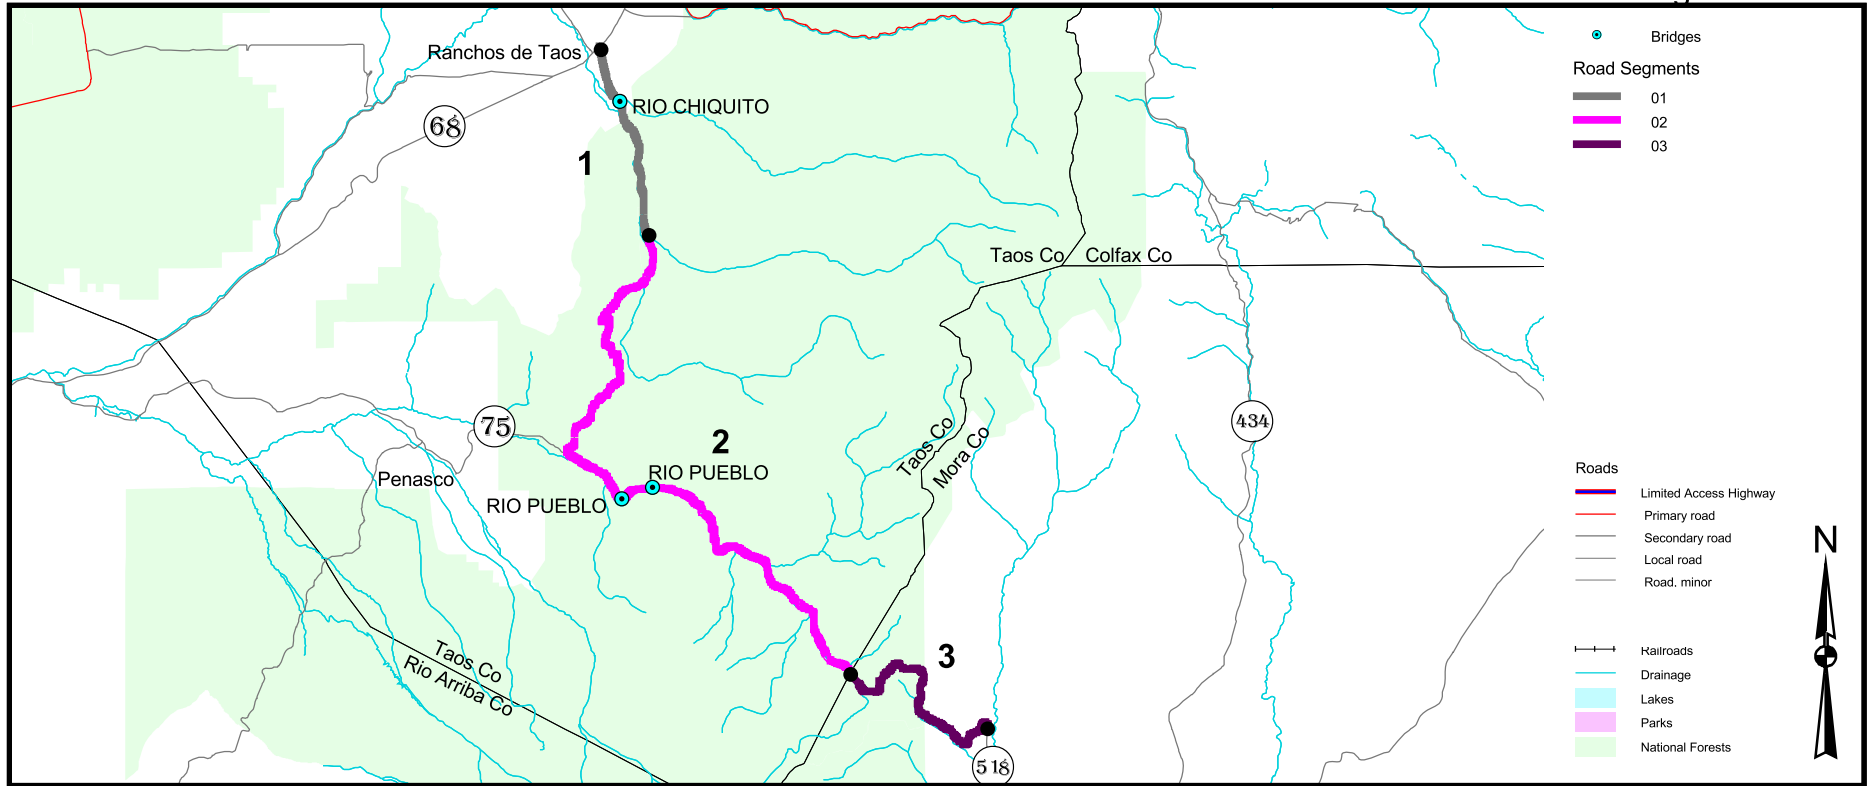 Ranchos de Taos
RIO CHIQUITO
68
1
Taos Co
Colfax Co
75
2
RIO PUEBLO
RIO PUEBLO
Penasco
Taos Co
Mora Co
434
Taos Co
Rio Arriba Co
3
518
Bridges
Road Segments
01
02
03
Roads
Limited Access Highway
Primary road
Secondary road
Local road
Road, minor
Railroads
Drainage
Lakes
Parks
National Forests
N